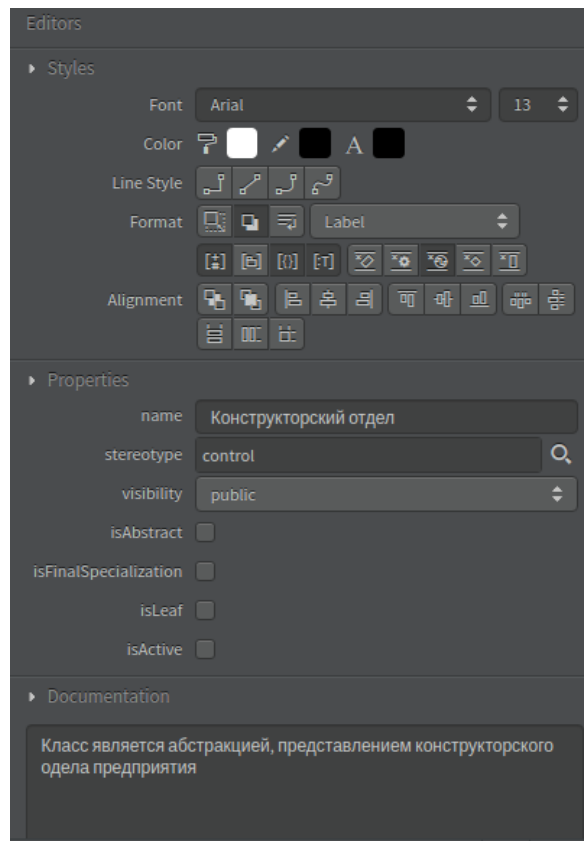 Editors
Styles
Font Arial 13
Color A
Line Style
Format Label
Alignment
Properties
name Конструкторский отдел
stereotype control
visibility public
isAbstract
isFinalSpecialization
isLeaf
isActive
Documentation
Класс является абстракцией, представлением конструкторского
одела предприятия